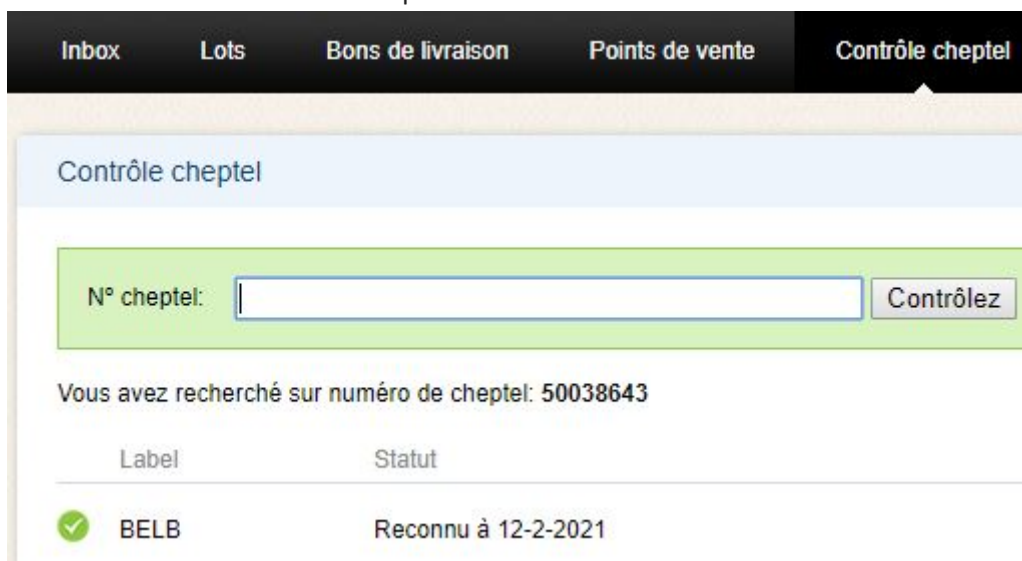 Inbox Lots Bons de livraison Points de vente Contrôle cheptel
Contrôle cheptel
N° cheptel: Contrôlez
Vous avez recherché sur numéro de cheptel: 50038643
Label Statut
BELB Reconnu à 12-2-2021